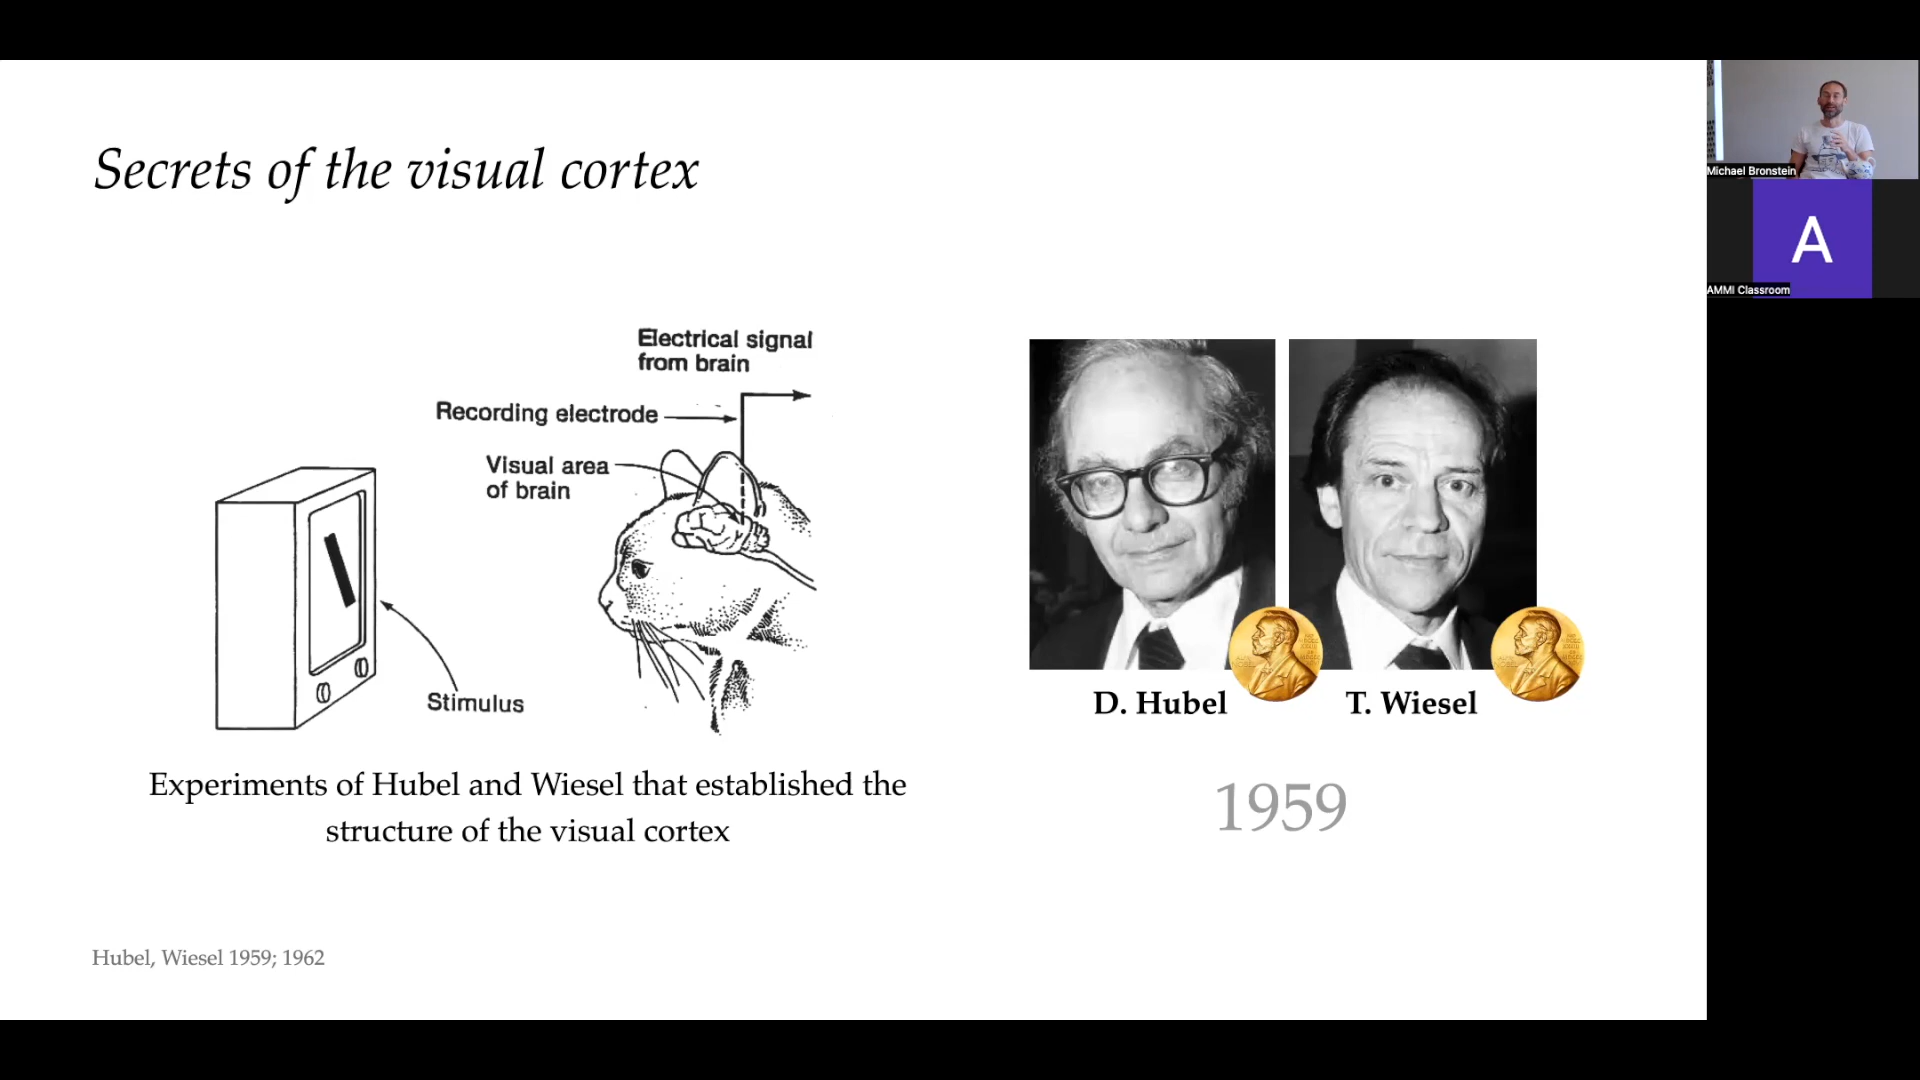 Secrets of the visual cortex
Electrical signal
from brain
Recording electrode
Visual area
of brain
Stimulus
Experiments of Hubel and Wiesel that established the
structure of the visual cortex
D. Hubel
T. Wiesel
1959
Hubel, Wiesel 1959; 1962
Michael Bronstein
A
AMMI Classroom